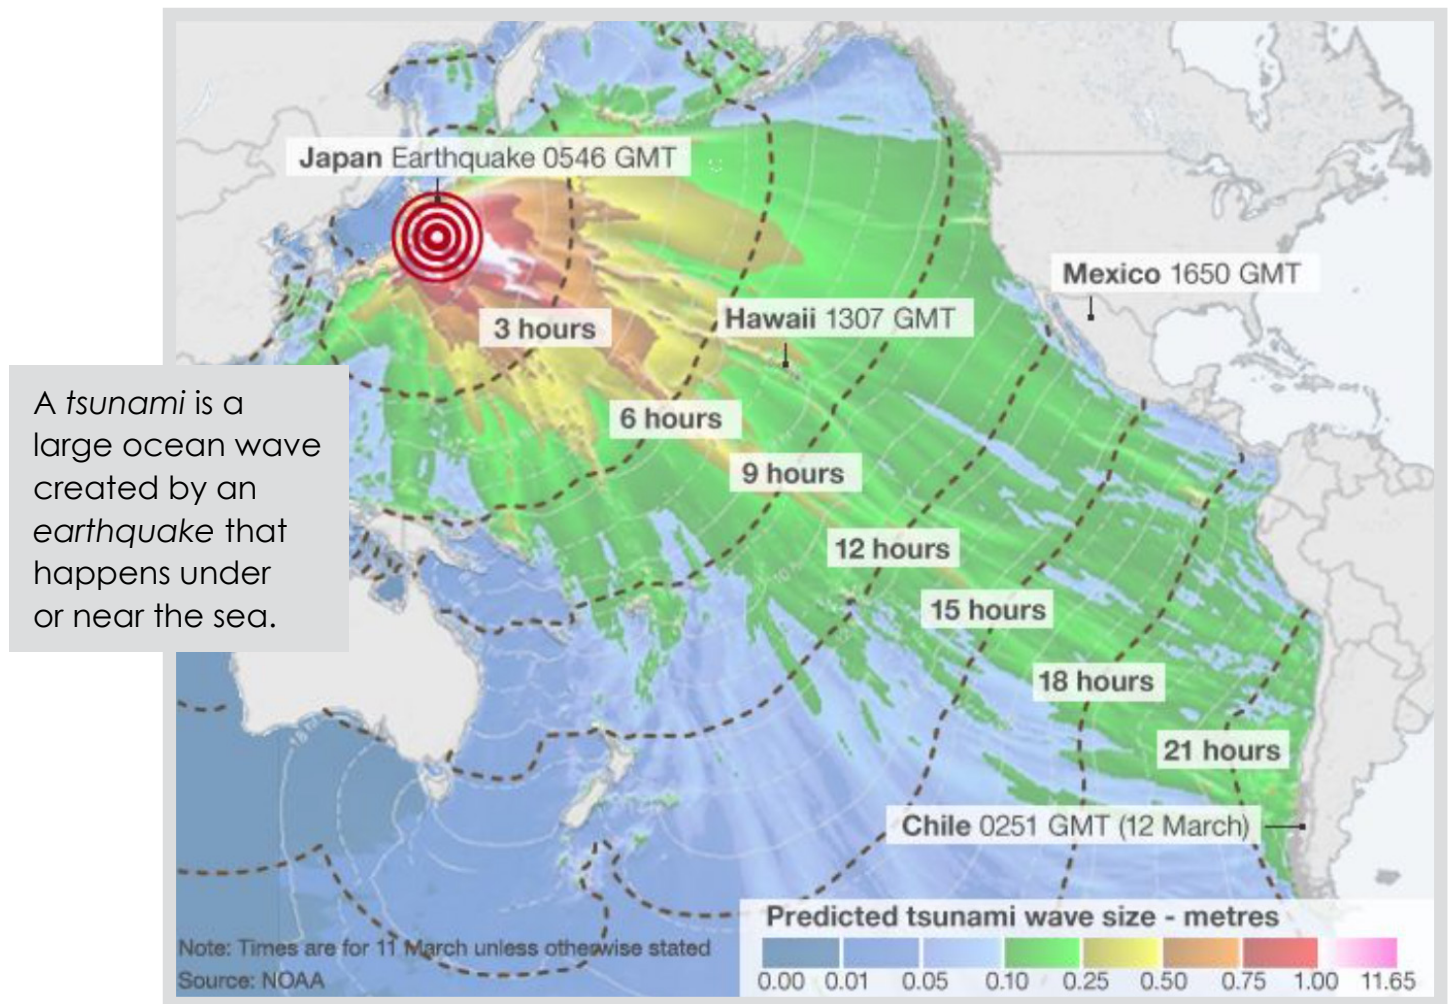 Japan Earthquake 0546 GMT
Mexico 1650 GMT
Hawaii 1307 GMT
3 hours
6 hours
9 hours
12 hours
15 hours
18 hours
21 hours
Chile 0251 GMT (12 March)
A tsunami is a
large ocean wave
created by an
earthquake that
happens under
or near the sea.
Predicted tsunami wave size - metres
0.00 0.01 0.05 0.10 0.25 0.50 0.75 1.00 11.65
Note: Times are for 11 March unless otherwise stated
Source: NOAA